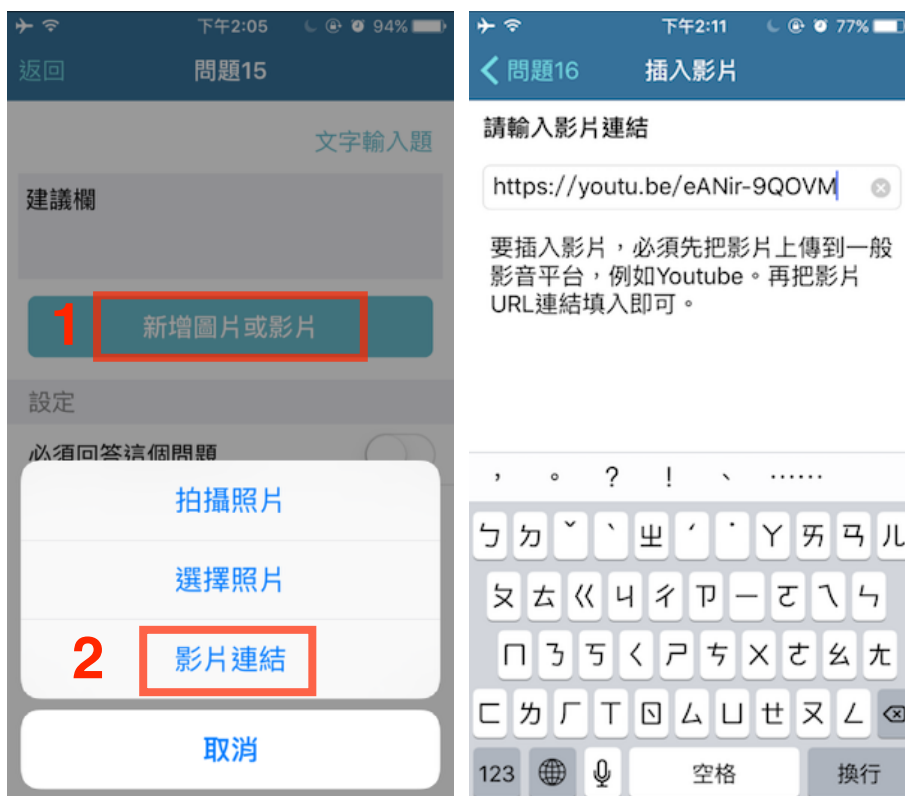 下午2:05
94%
返回
問題15
文字輸入題
建議欄
1
新增圖片或影片
設定
必須回答這個問題
拍攝照片
選擇照片
2
影片連結
取消
下午2:11
77%
問題16
插入影片
請輸入影片連結
https://youtu.be/eANir-9QOVM
要插入影片,必須先把影片上傳到一般
影音平台,例如Youtube。再把影片
URL連結填入即可。
, 。 ? ! 、 ……
ㄅ ㄉ ˇ ˋ ㄓ ˊ ˙ ㄚ ㄞ ㄢ ㄦ
ㄆ ㄊ ㄍ ㄐ ㄔ ㄗ ㄧ ㄛ ㄟ ㄣ
ㄇ ㄋ ㄎ ㄑ ㄕ ㄘ ㄨ ㄜ ㄠ ㄤ
ㄈ ㄌ ㄏ ㄒ ㄖ ㄙ ㄩ ㄝ ㄡ ㄥ
123
空格
換行